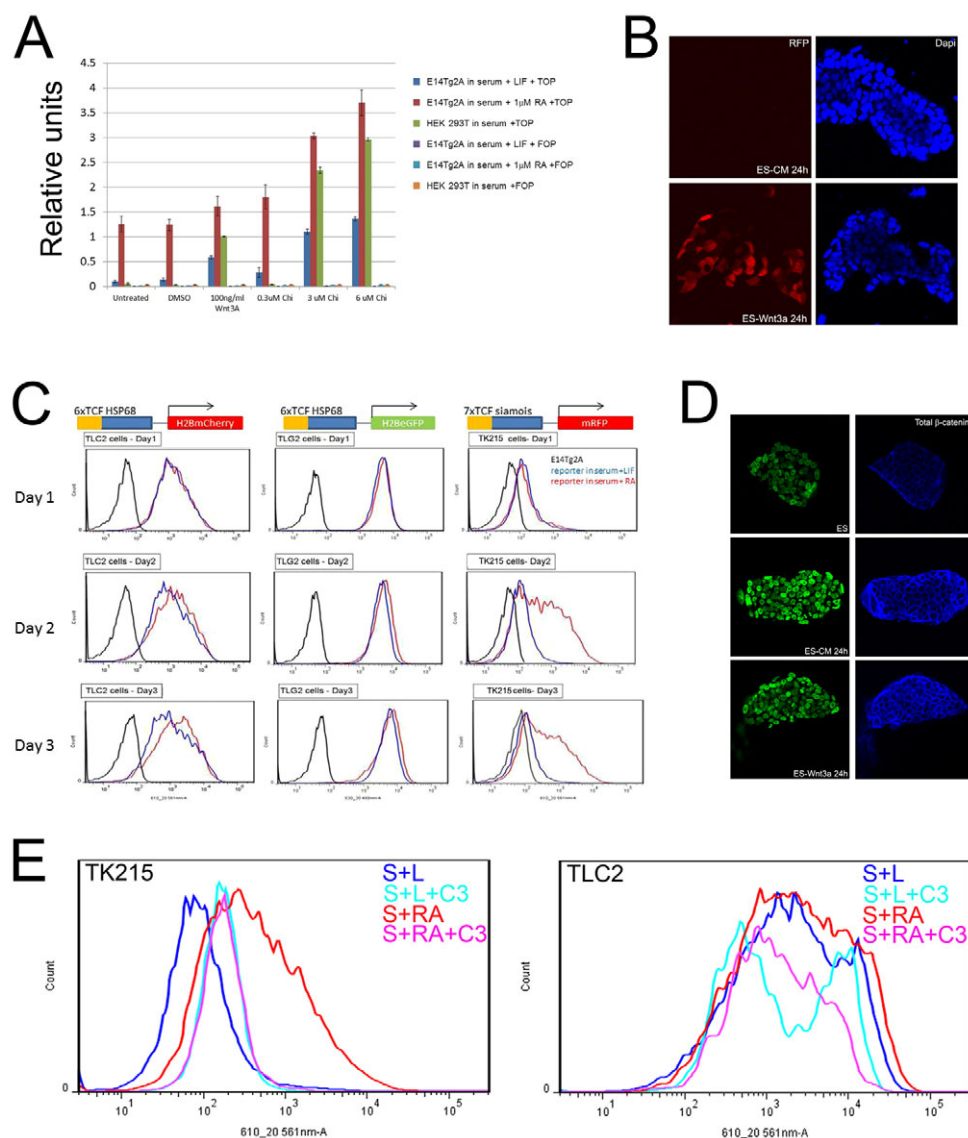 A
Relative units
4.5
4
3.5
3
2.5
2
1.5
1
0.5
0
Untreated
DMSO
100ng/ml Wnt3A
0.3uM Chi
3 uM Chi
6 uM Chi
E14Tg2A in serum + LIF + TOP
E14Tg2A in serum + 1µM RA +TOP
HEK 293T in serum +TOP
E14Tg2A in serum + LIF + FOP
E14Tg2A in serum + 1µM RA +FOP
HEK 293T in serum +FOP
B
RFP
Dapi
ES-CM 24h
ES-Wnt3a 24h
C
6xTCF HSP68
H2BmCherry
6xTCF HSP68
H2BeGFP
7xTCF siamois
mRFP
Day 1
TLC2 cells - Day1
TLG2 cells - Day1
TK215 cells - Day1
E14Tg2A
reporter in serum+LIF
reporter in serum+ RA
Day 2
TLC2 cells - Day2
TLG2 cells - Day2
TK215 cells- Day2
Day 3
TLC2 cells - Day3
TLG2 cells - Day3
TK215cells- Day3
Count
610_20 561nm-A
D
Total β-catenin
ES
ES-CM 24h
ES-Wnt3a 24h
E
TK215
S+L
S+L+C3
S+RA
S+RA+C3
Count
0
10¹ 10² 10³ 10⁴ 10⁵
610_20 561nm-A
TLC2
S+L
S+L+C3
S+RA
S+RA+C3
Count
0
10¹ 10² 10³ 10⁴ 10⁵
610_20 561nm-A